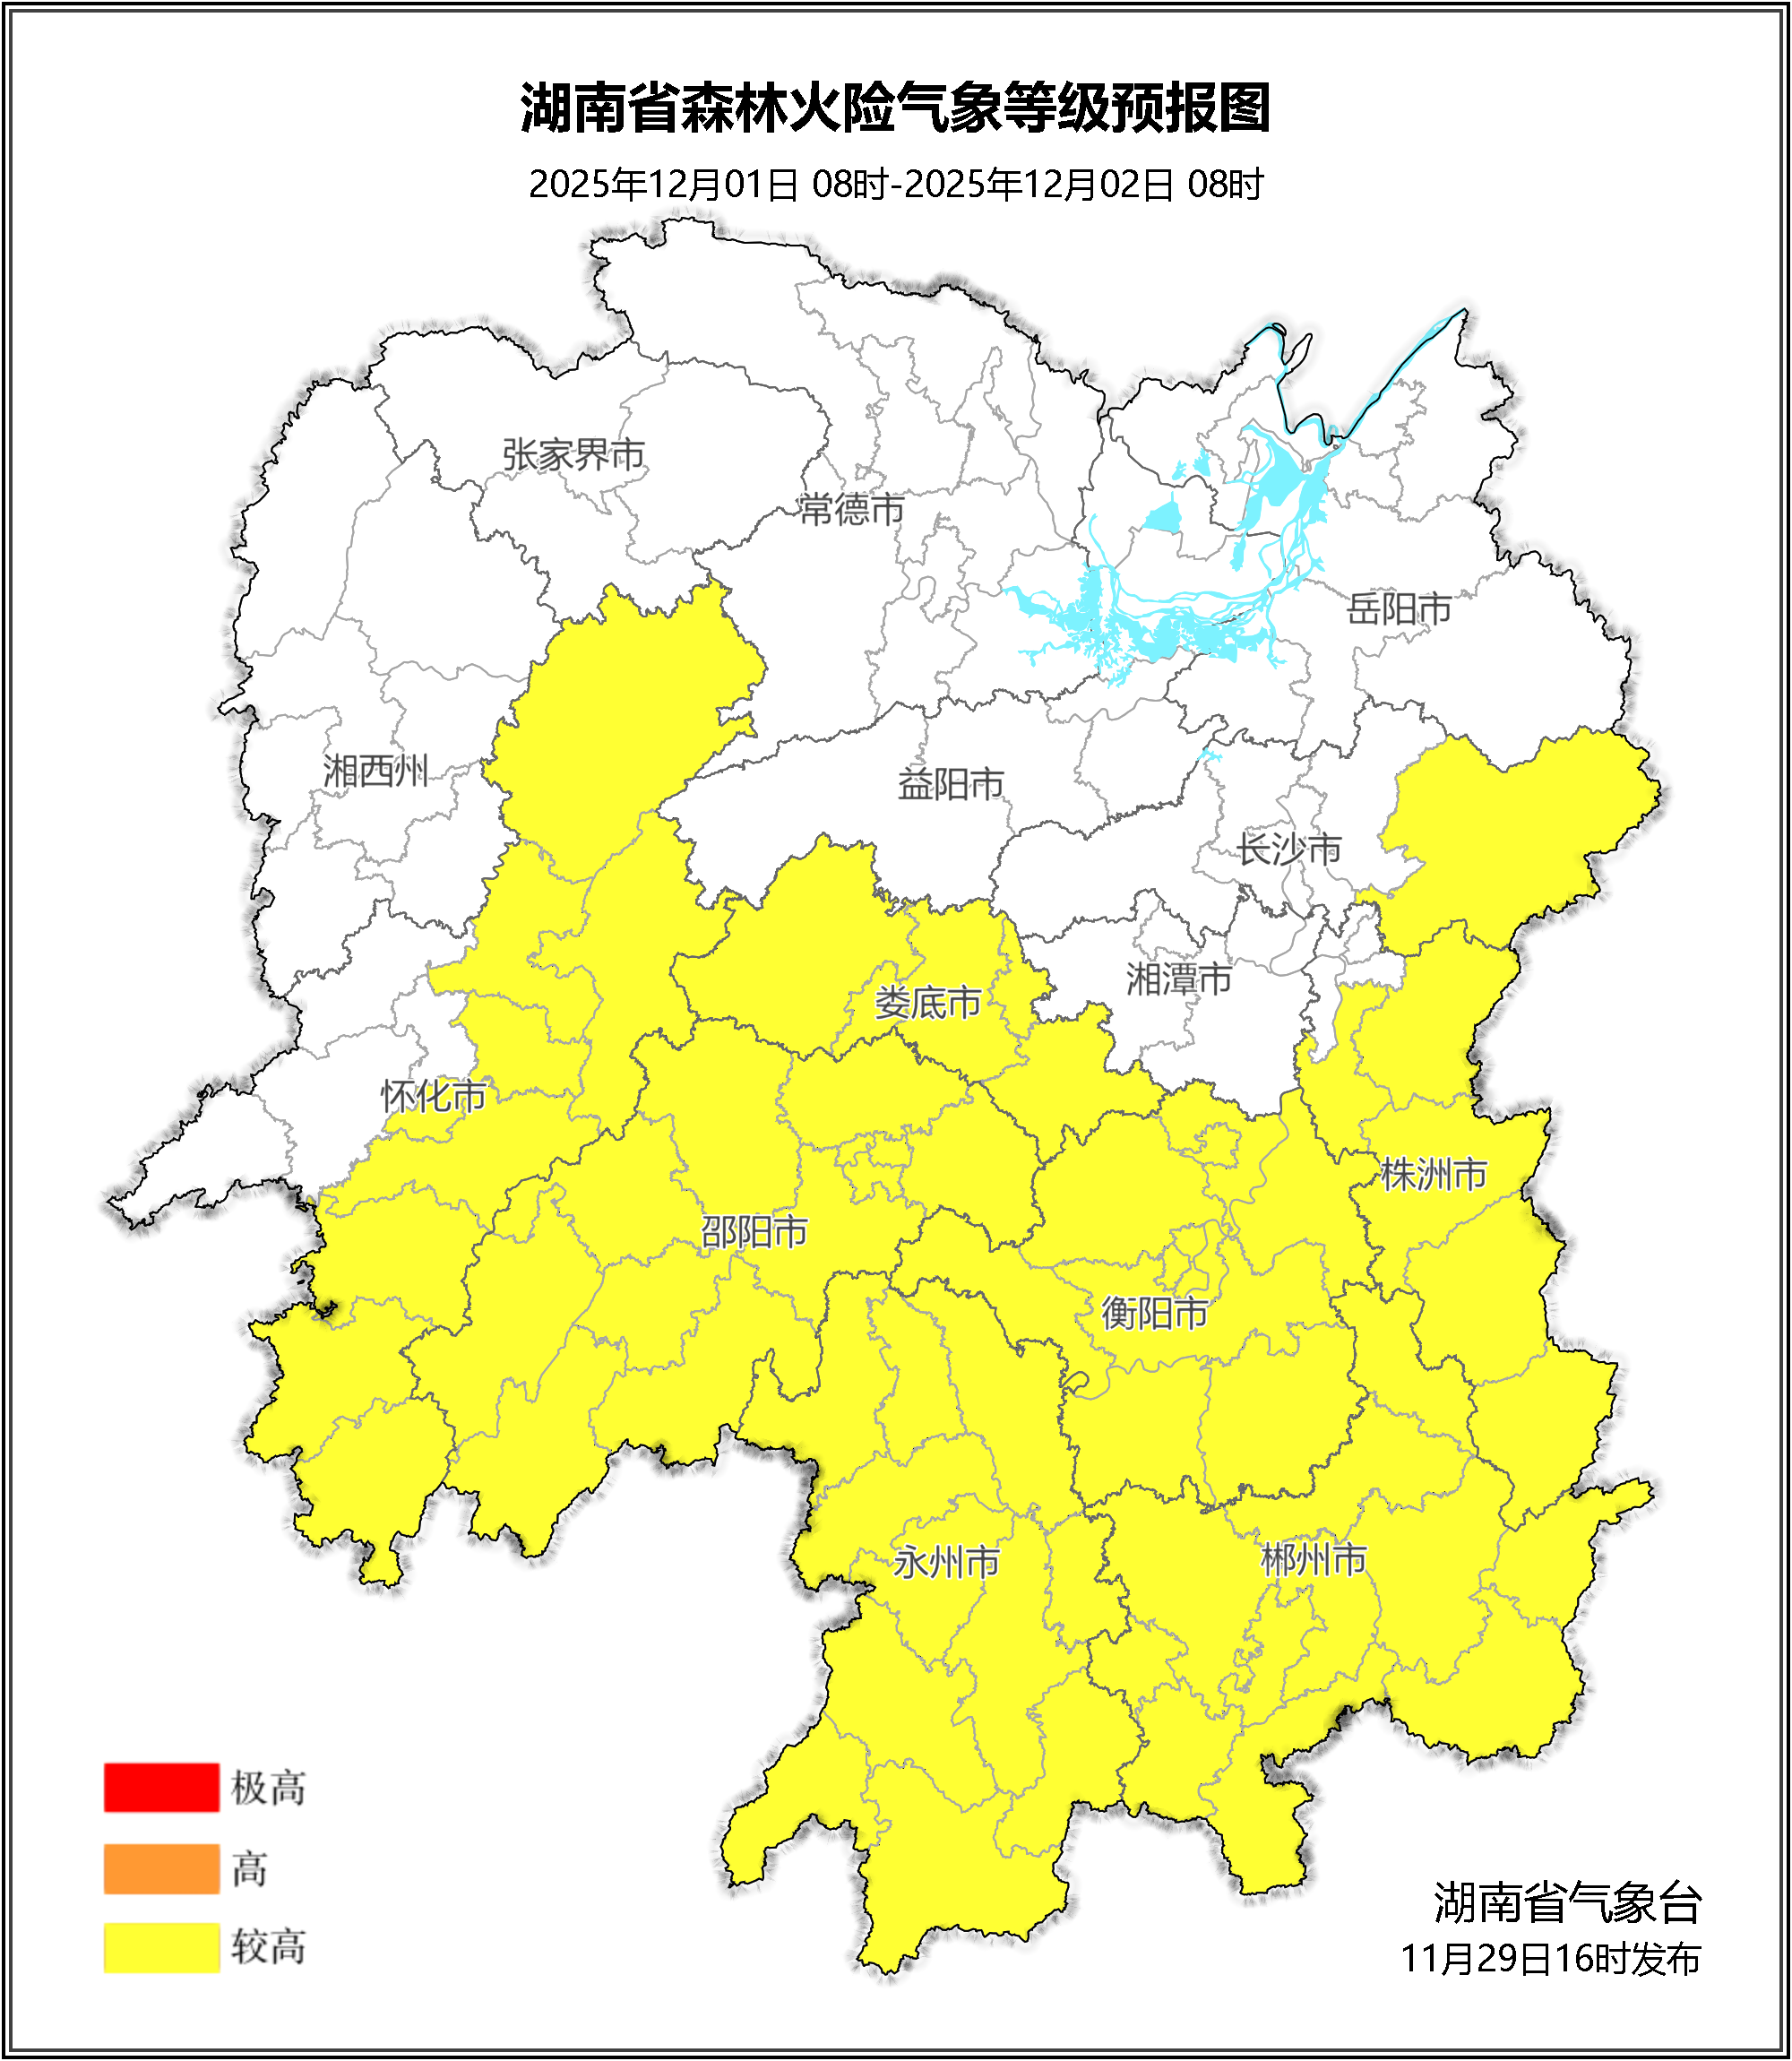 湖南省森林火险气象等级预报图
2025年12月01日 08时-2025年12月02日 08时
张家界市
常德市
岳阳市
湘西州
益阳市
长沙市
湘潭市
娄底市
怀化市
株洲市
邵阳市
衡阳市
永州市
郴州市
极高
高
较高
湖南省气象台
11月29日16时发布